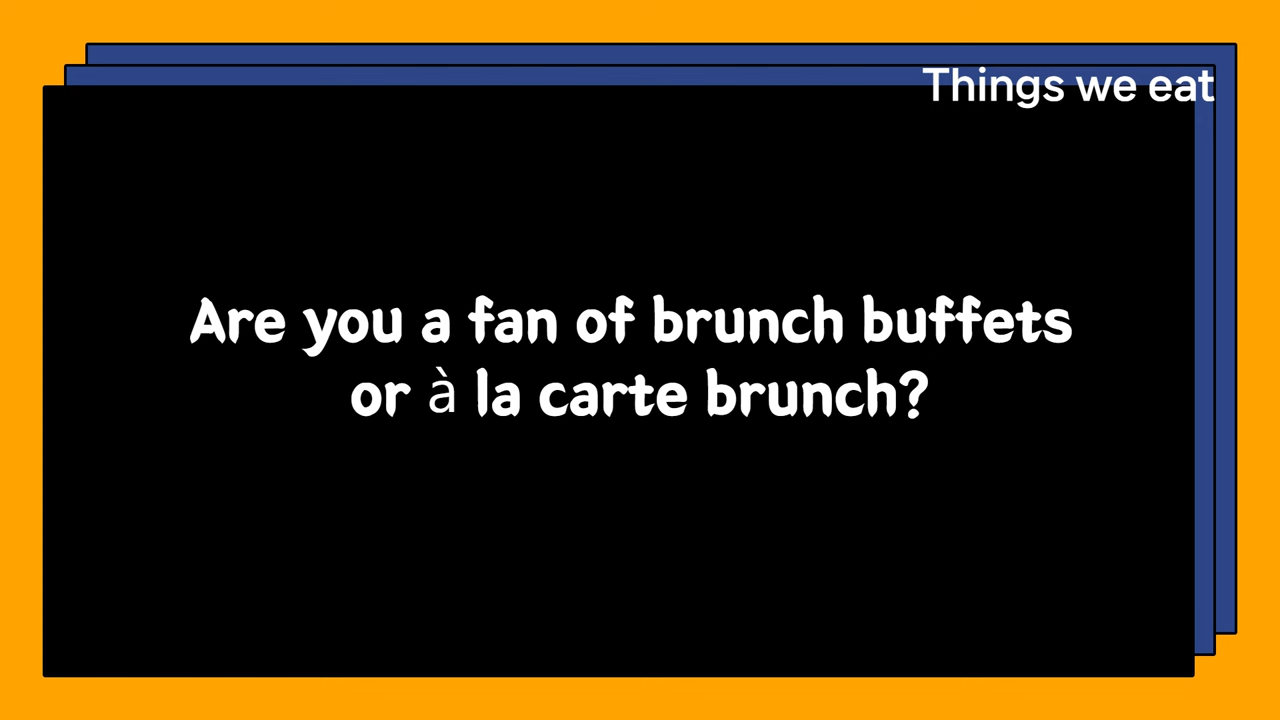 Things we eat
Are you a fan of brunch buffets
or à la carte brunch?